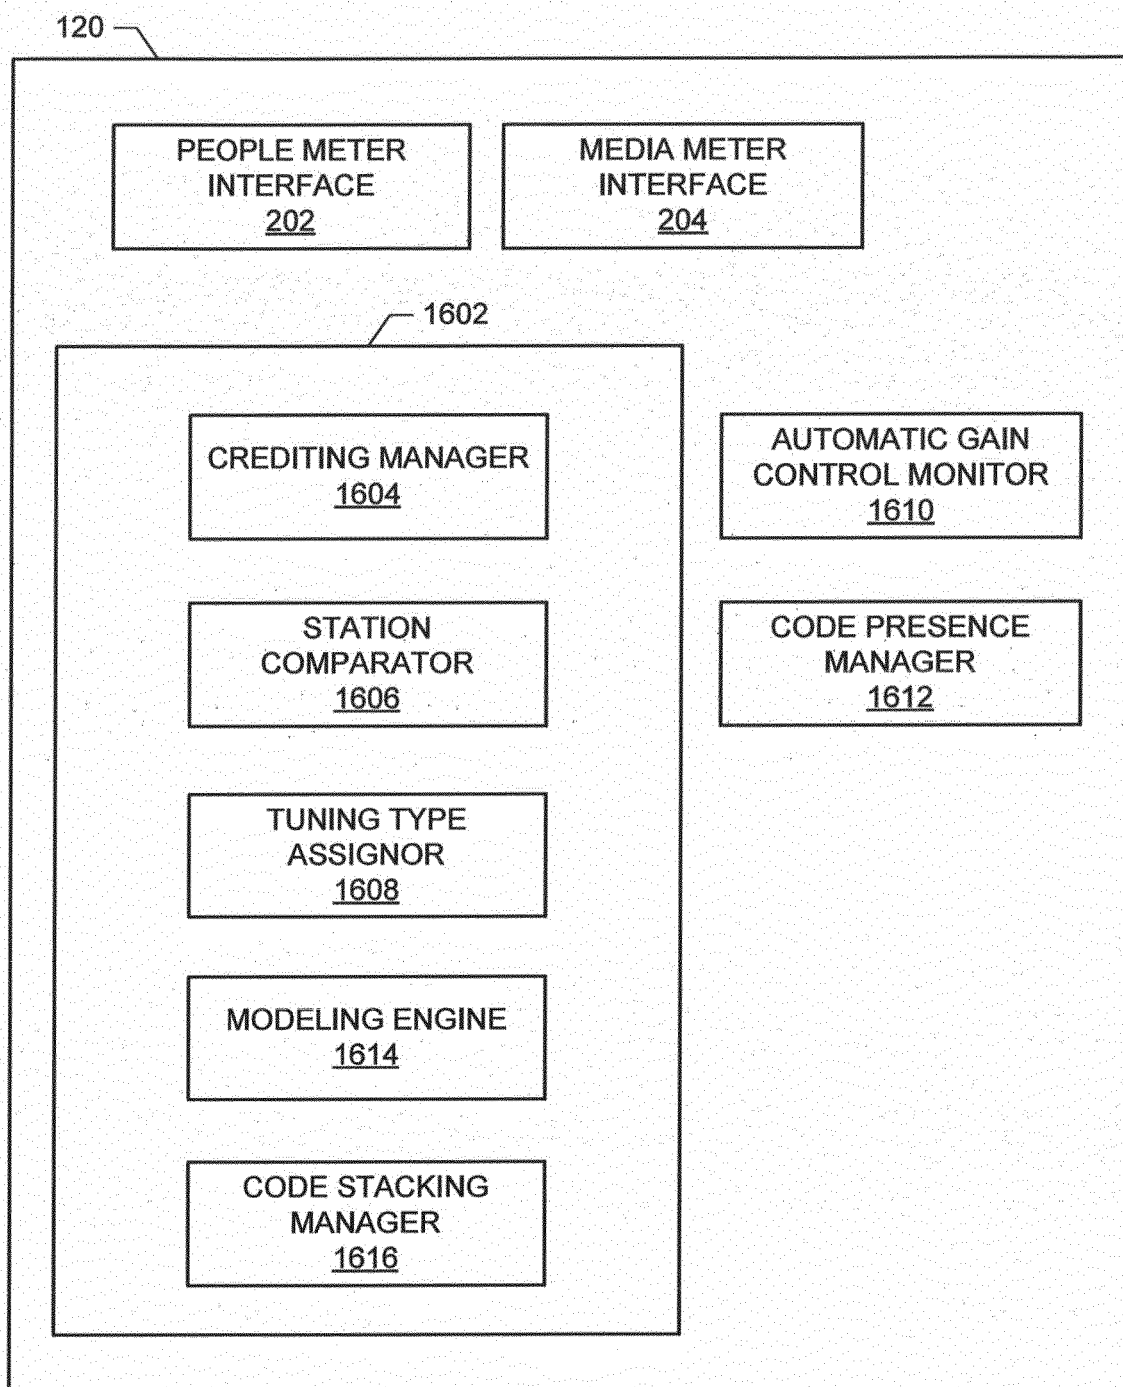 120
PEOPLE METER
INTERFACE
202
MEDIA METER
INTERFACE
204
1602
CREDITING MANAGER
1604
AUTOMATIC GAIN
CONTROL MONITOR
1610
STATION
COMPARATOR
1606
CODE PRESENCE
MANAGER
1612
TUNING TYPE
ASSIGNOR
1608
MODELING ENGINE
1614
CODE STACKING
MANAGER
1616